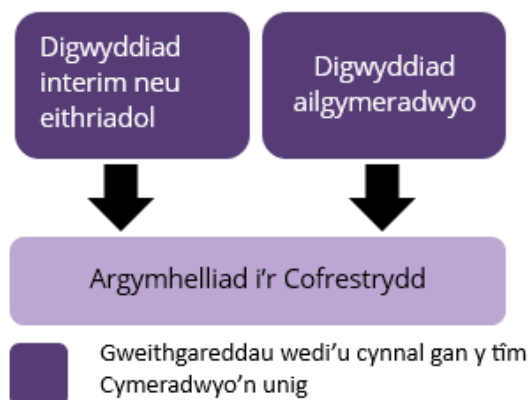 Digwyddiad
interim neu
eithriadol
Digwyddiad
ailgymeradwyo
Argymhelliad i'r Cofrestrydd
Gweithgareddau wedi'u cynnal gan y tîm
Cymeradwyo'n unig